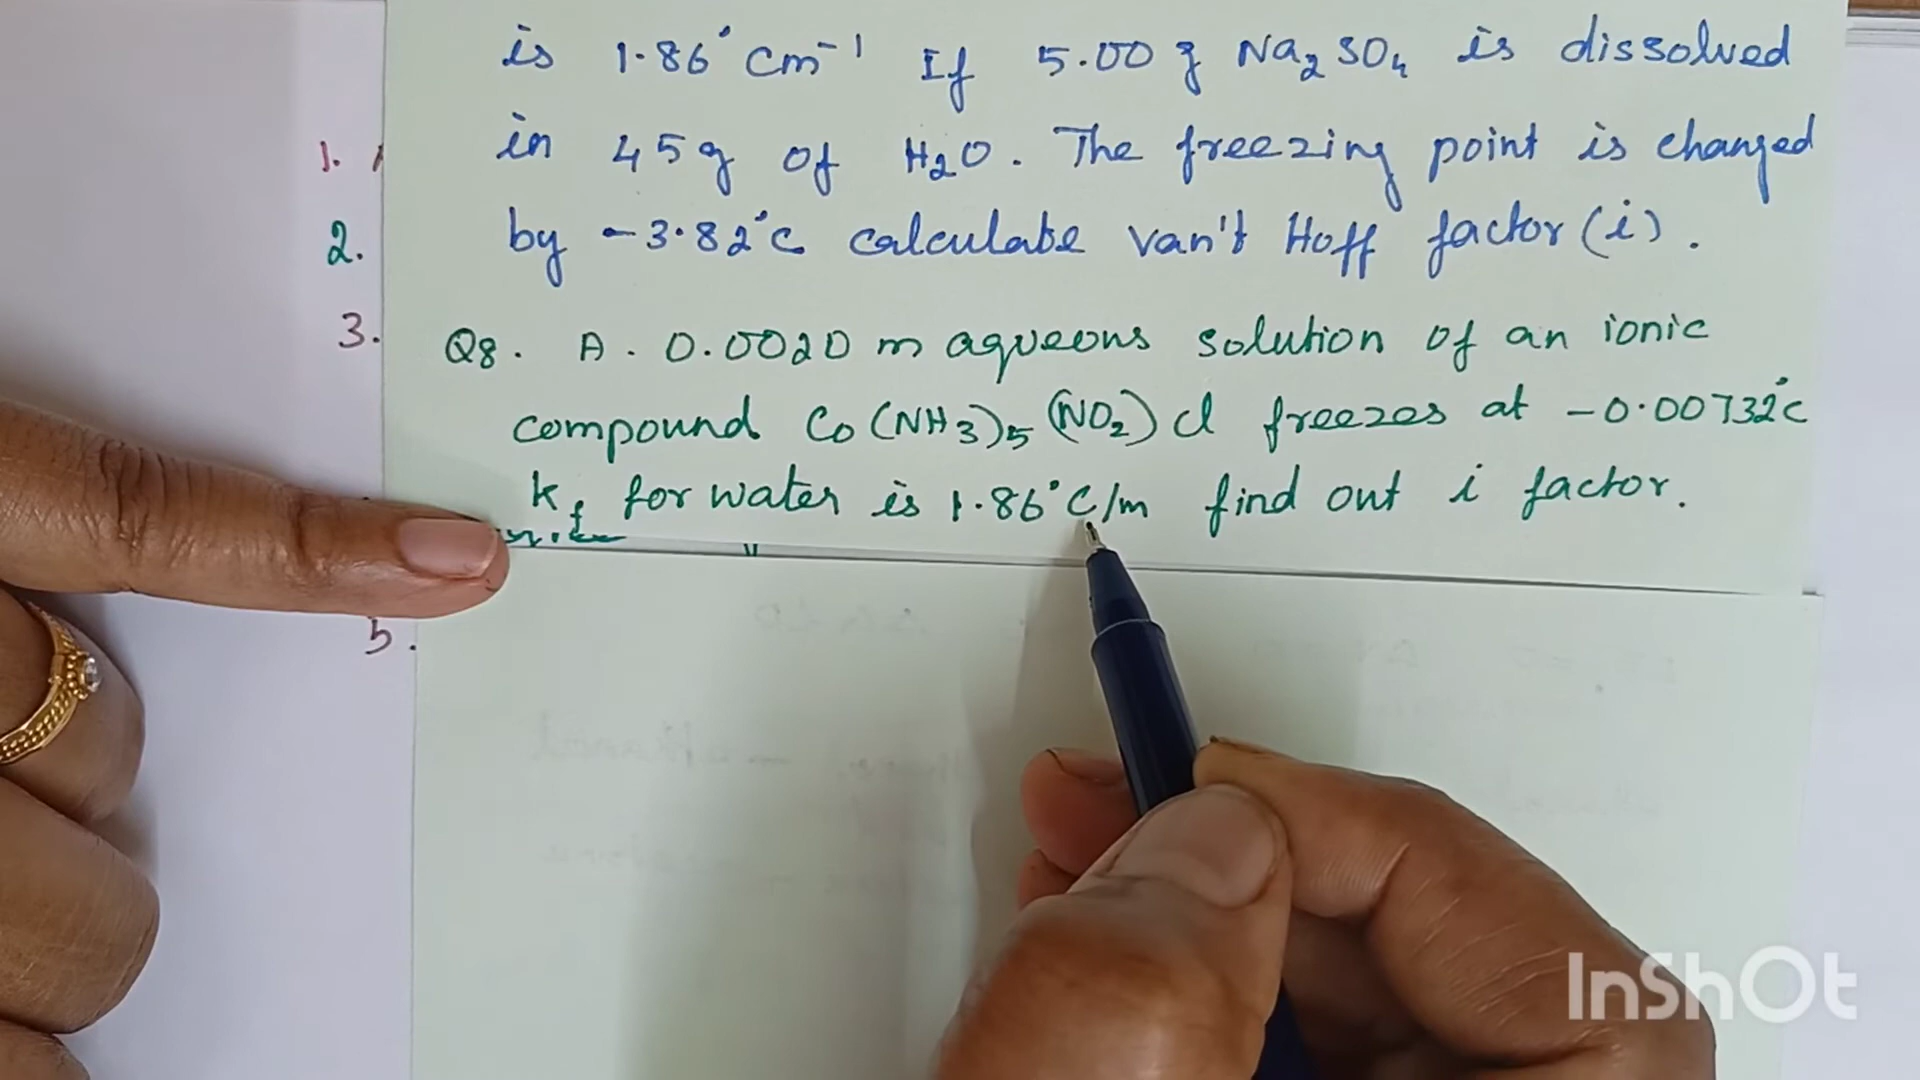 is 1.86°Cm⁻¹ If 5.00 g Na₂SO₄ is dissolved
in 45g of H₂O. The freezing point is changed
by -3.82°c calculate van't Hoff factor (i).
1.
2.
3.
Q8. A. 0.0020 m aqueous solution of an ionic
compound Co(NH3)₅(NO₂)Cl freezes at -0.00732°c
Kf for water is 1.86°C/m find out i factor.
5.
InShOt